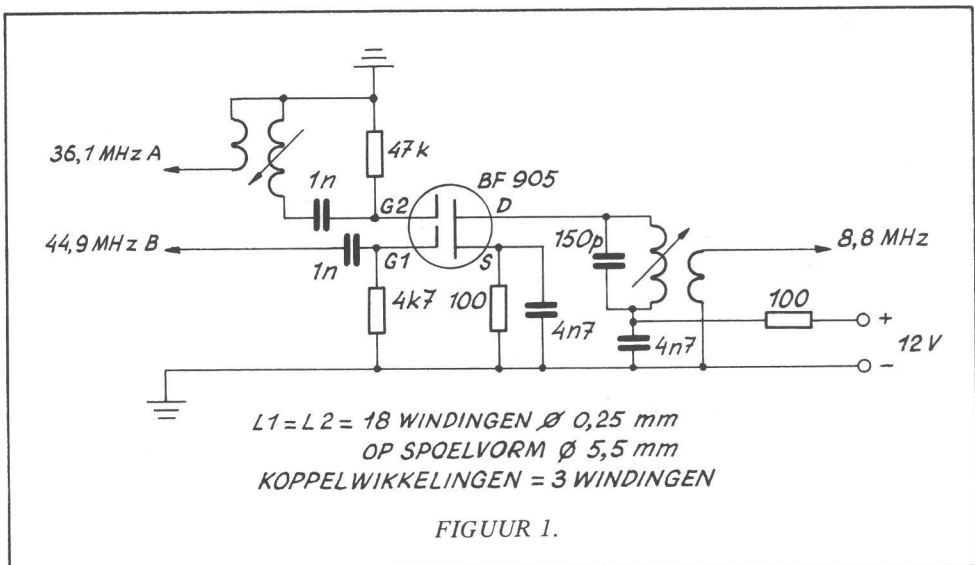 36,1 MHz A
47k
1n
BF 905
G2
D
44,9 MHz B
1n
G1
S
150p
8,8 MHz
4k7
100
4n7
4n7
100
+
12V
-
L1 = L2 = 18 WINDINGEN Ø 0,25 mm
OP SPOELVORM Ø 5,5 mm
KOPPELWIKKELINGEN = 3 WINDINGEN
FIGUUR 1.